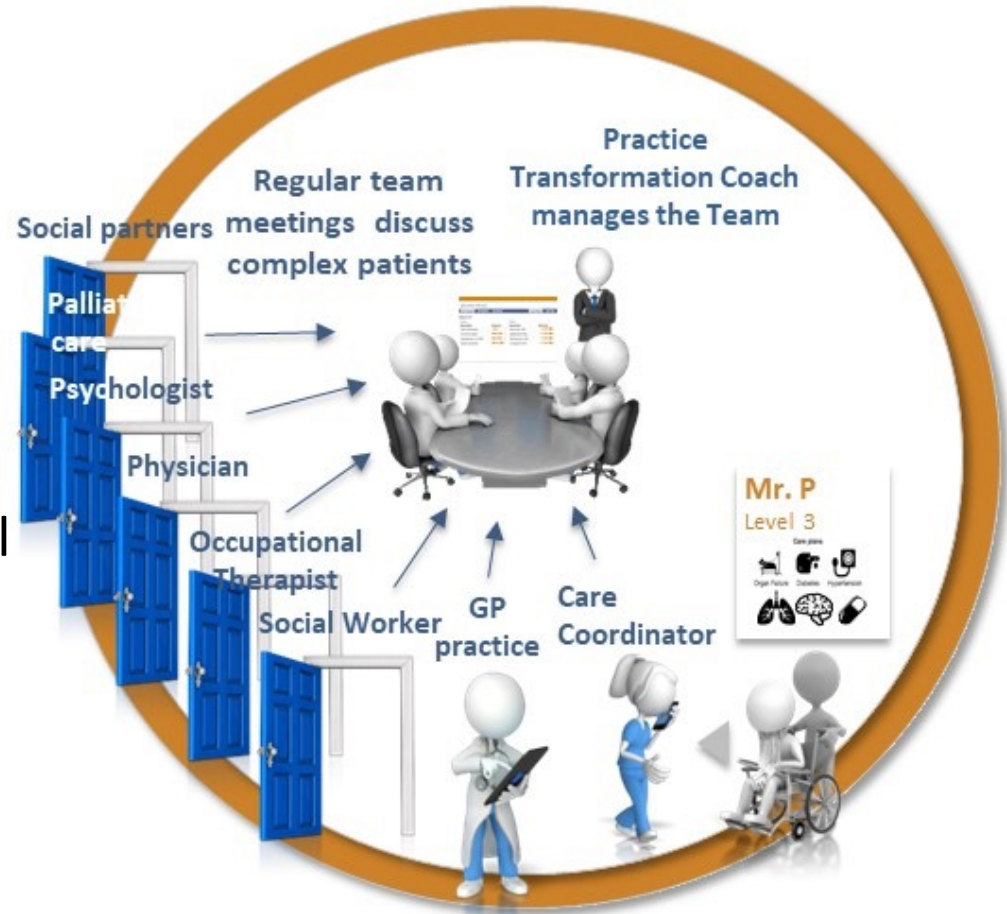 Practice
Transformation Coach
manages the Team
Regular team
meetings discuss
complex patients
Social partners
Palliat
care
Psychologist
Physician
Occupational
Therapist
Social Worker
GP
practice
Care
Coordinator
Mr. P
Level 3
Care plans
Organ Failure Diabetes Hypertension